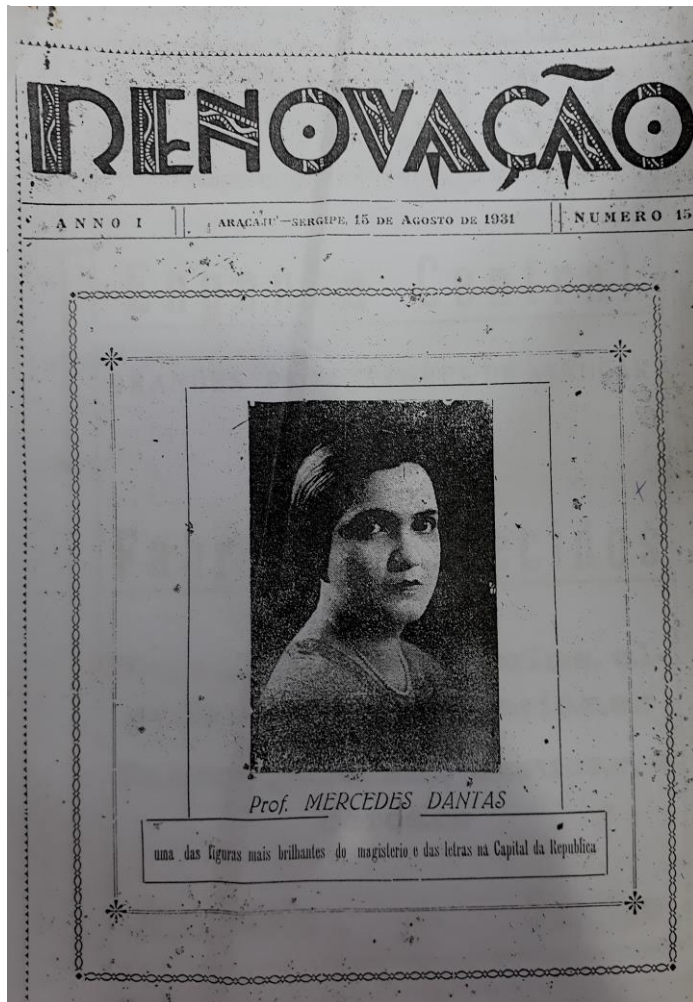 RENOVAÇÃO
ANNO I
ARACAJU'—SERGIPE, 15 DE AGOSTO DE 1931
NUMERO 15
Prof. MERCEDES DANTAS
uma das figuras mais brilhantes do magisterio e das letras na Capital da Republica